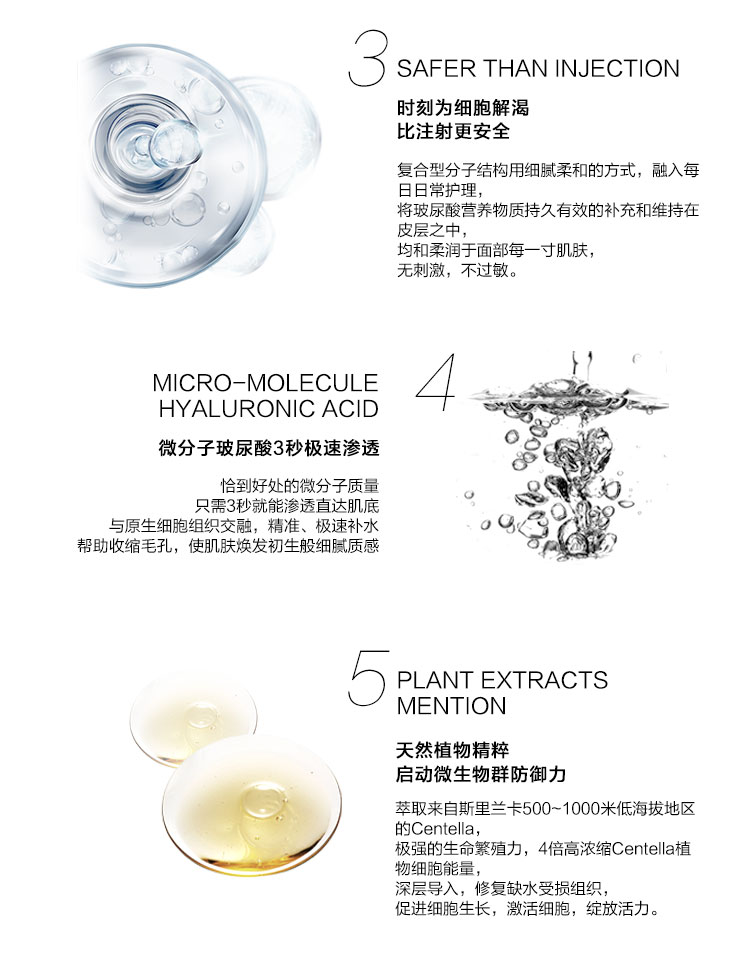 3
SAFER THAN INJECTION
时刻为细胞解渴
比注射更安全
复合型分子结构用细腻柔和的方式，融入每
日日常护理，
将玻尿酸营养物质持久有效的补充和维持在
皮层之中，
均和柔润于面部每一寸肌肤，
无刺激，不过敏。
4
MICRO-MOLECULE
HYALURONIC ACID
微分子玻尿酸3秒极速渗透
恰到好处的微分子质量
只需3秒就能渗透直达肌底
与原生细胞组织交融，精准、极速补水
帮助收缩毛孔，使肌肤焕发初生般细腻质感
5
PLANT EXTRACTS
MENTION
天然植物精粹
启动微生物群防御力
萃取来自斯里兰卡500~1000米低海拔地区
的Centella，
极强的生命繁殖力，4倍高浓缩Centella植
物细胞能量，
深层导入，修复缺水受损组织，
促进细胞生长，激活细胞，绽放活力。